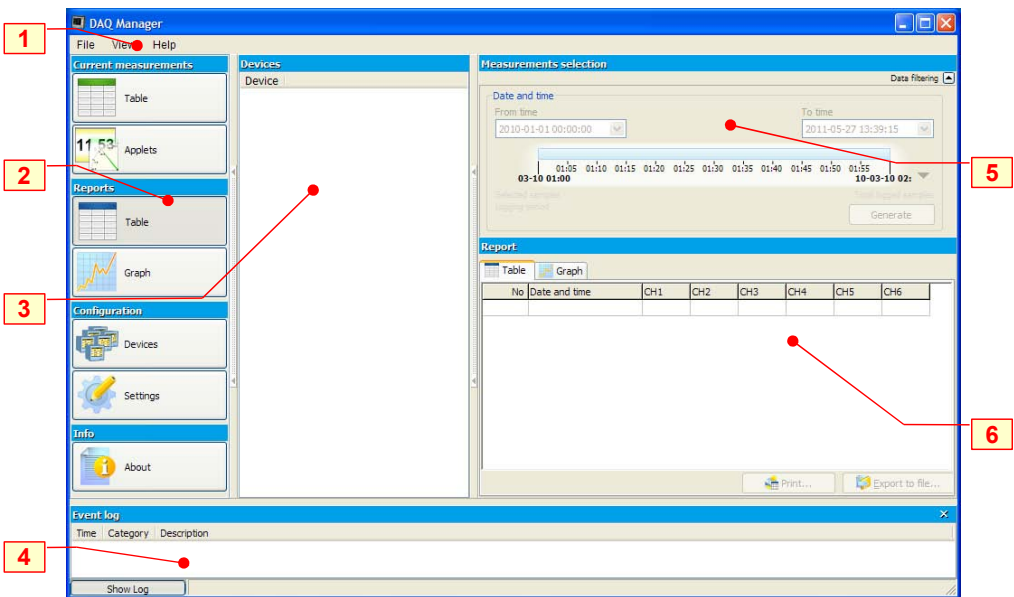 DAQ Manager
1
File View Help
Current measurements
Table
Applets
2
Reports
Table
Graph
3
Configuration
Devices
Settings
Info
About
Devices
Device
Measurements selection
Data filtering
Date and time
From time
To time
2010-01-01 00:00:00
2011-05-27 13:39:15
01:05 01:10 01:15 01:20 01:25 01:30 01:35 01:40 01:45 01:50 01:55
03-10 01:00
10-03-10 02:
5
Selected samples
Logging period
Generate
Report
Table Graph
No Date and time CH1 CH2 CH3 CH4 CH5 CH6
6
Print...
Export to file...
Event log
Time Category Description
4
Show Log